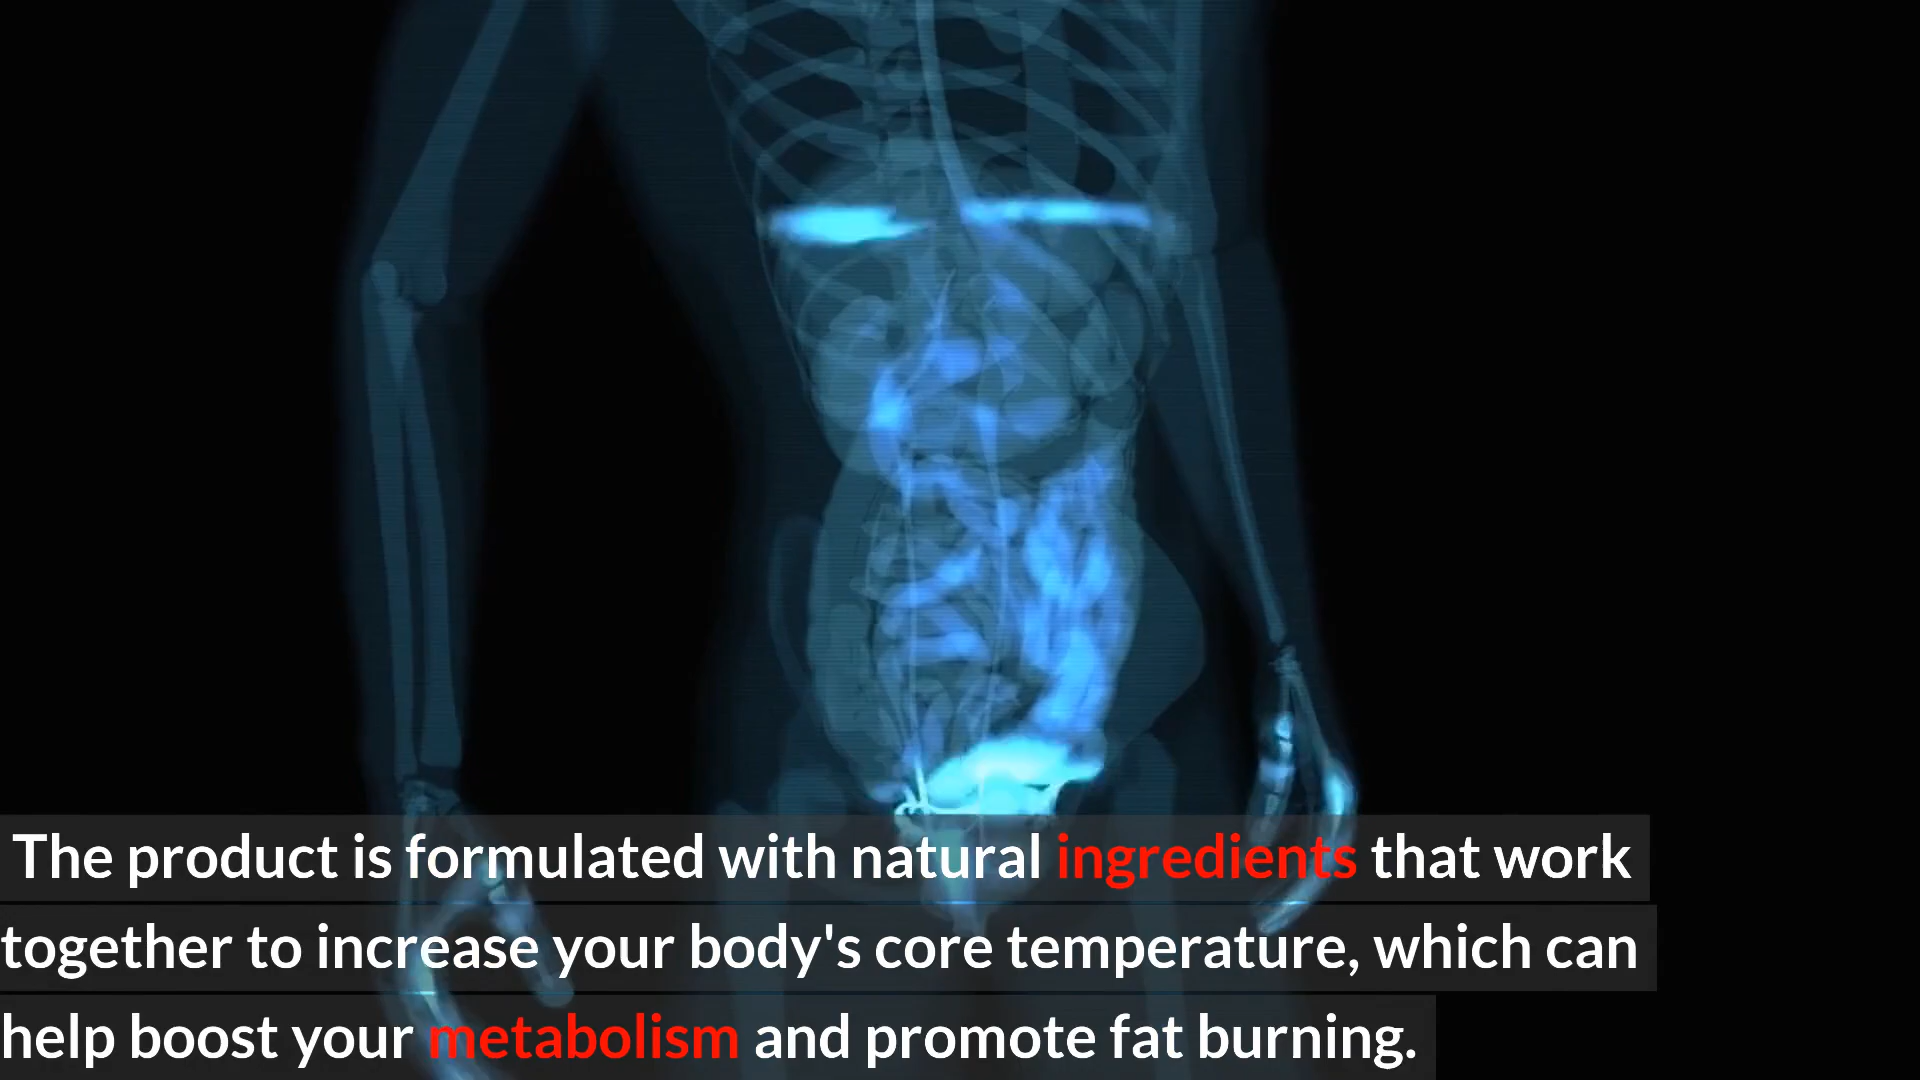 The product is formulated with natural ingredients that work
together to increase your body's core temperature, which can
help boost your metabolism and promote fat burning.